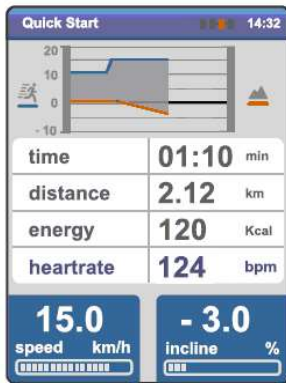 Quick Start 14:32
20
10
0
- 10
time 01:10 min
distance 2.12 km
energy 120 Kcal
heartrate 124 bpm
15.0 - 3.0
speed km/h incline %